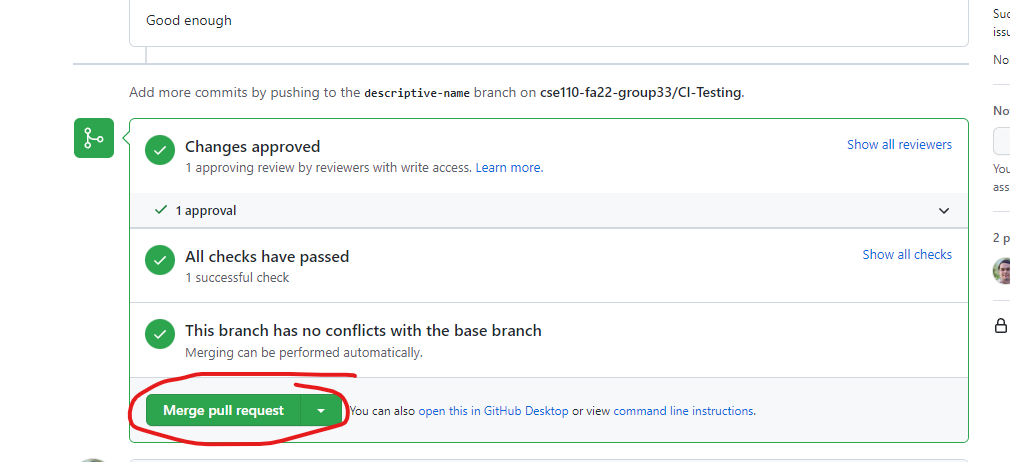 Good enough
Add more commits by pushing to the descriptive-name branch on cse110-fa22-group33/CI-Testing.
Changes approved
Show all reviewers
1 approving review by reviewers with write access. Learn more.
1 approval
All checks have passed
Show all checks
1 successful check
This branch has no conflicts with the base branch
Merging can be performed automatically.
Merge pull request
You can also open this in GitHub Desktop or view command line instructions.
Suc
issu
No
You
ass
2 p